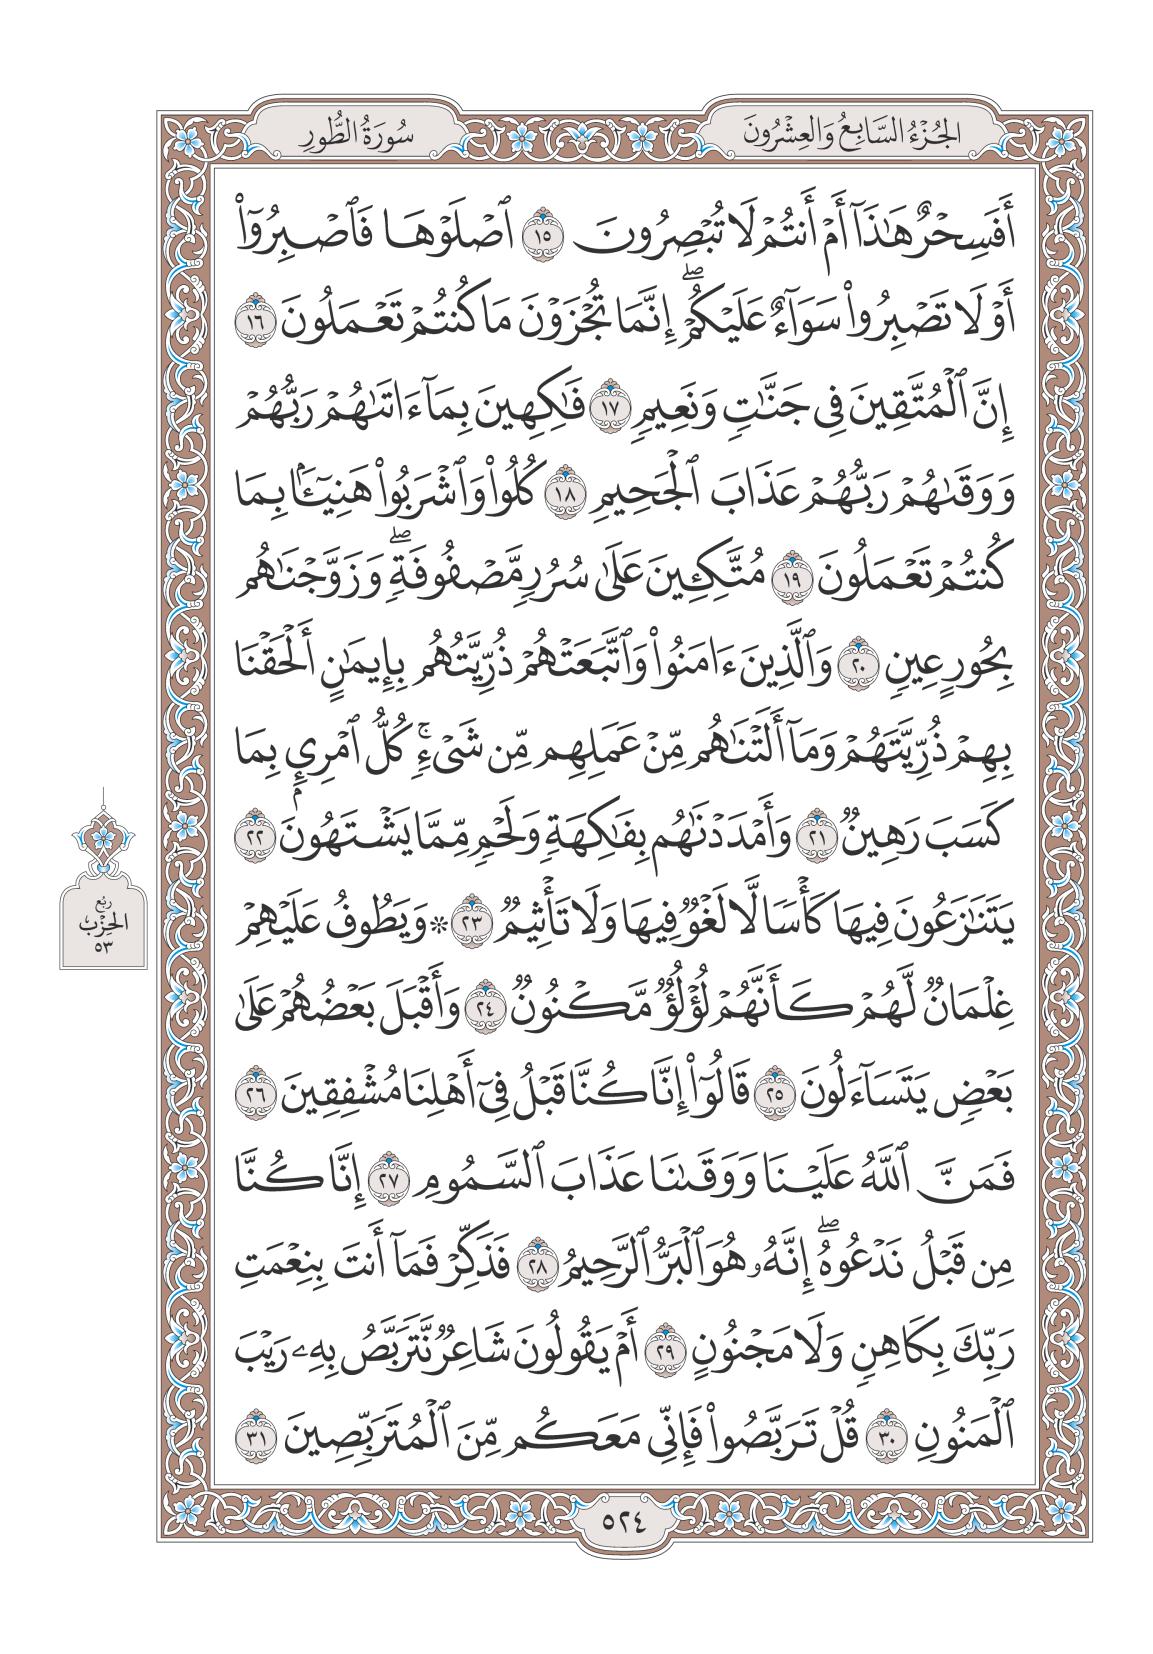 الجُزْءُ السَّابِعُ وَالعِشْرُونَ
سُورَةُ الطُّورِ
أَفَسِحْرٌ هَٰذَآ أَمْ أَنتُمْ لَا تُبْصِرُونَ ١٥ ٱصْلَوْهَا فَٱصْبِرُوٓاْ
أَوْ لَا تَصْبِرُواْ سَوَآءٌ عَلَيْكُمْۖ إِنَّمَا تُجْزَوْنَ مَا كُنتُمْ تَعْمَلُونَ ١٦
إِنَّ ٱلْمُتَّقِينَ فِى جَنَّٰتٍ وَنَعِيمٍ ١٧ فَٰكِهِينَ بِمَآ ءَاتَىٰهُمْ رَبُّهُمْ
وَوَقَىٰهُمْ رَبُّهُمْ عَذَابَ ٱلْجَحِيمِ ١٨ كُلُواْ وَٱشْرَبُواْ هَنِيٓـَٔۢا بِمَا
كُنتُمْ تَعْمَلُونَ ١٩ مُتَّكِـِٔينَ عَلَىٰ سُرُرٍ مَّصْفُوفَةٍۖ وَزَوَّجْنَٰهُم
بِحُورٍ عِينٍ ٢٠ وَٱلَّذِينَ ءَامَنُواْ وَٱتَّبَعَتْهُمْ ذُرِّيَّتُهُم بِإِيمَٰنٍ أَلْحَقْنَا
بِهِمْ ذُرِّيَّتَهُمْ وَمَآ أَلَتْنَٰهُم مِّنْ عَمَلِهِم مِّن شَىْءٍۚ كُلُّ ٱمْرِئٍۭ بِمَا
كَسَبَ رَهِينٌ ٢١ وَأَمْدَدْنَٰهُم بِفَٰكِهَةٍ وَلَحْمٍ مِّمَّا يَشْتَهُونَ ٢٢
يَتَنَٰزَعُونَ فِيهَا كَأْسًا لَّا لَغْوٌ فِيهَا وَلَا تَأْثِيمٌ ٢٣ ۞ وَيَطُوفُ عَلَيْهِمْ
غِلْمَانٌ لَّهُمْ كَأَنَّهُمْ لُؤْلُؤٌ مَّكْنُونٌ ٢٤ وَأَقْبَلَ بَعْضُهُمْ عَلَىٰ
بَعْضٍ يَتَسَآءَلُونَ ٢٥ قَالُوٓاْ إِنَّا كُنَّا قَبْلُ فِىٓ أَهْلِنَا مُشْفِقِينَ ٢٦
فَمَنَّ ٱللَّهُ عَلَيْنَا وَوَقَىٰنَا عَذَابَ ٱلسَّمُومِ ٢٧ إِنَّا كُنَّا
مِن قَبْلُ نَدْعُوهُۖ إِنَّهُۥ هُوَ ٱلْبَرُّ ٱلرَّحِيمُ ٢٨ فَذَكِّرْ فَمَآ أَنتَ بِنِعْمَتِ
رَبِّكَ بِكَاهِنٍ وَلَا مَجْنُونٍ ٢٩ أَمْ يَقُولُونَ شَاعِرٌ نَّتَرَبَّصُ بِهِۦ رَيْبَ
ٱلْمَنُونِ ٣٠ قُلْ تَرَبَّصُواْ فَإِنِّى مَعَكُم مِّنَ ٱلْمُتَرَبِّصِينَ ٣١
رُبْع
الحِزْب
٥٣
٥٢٤